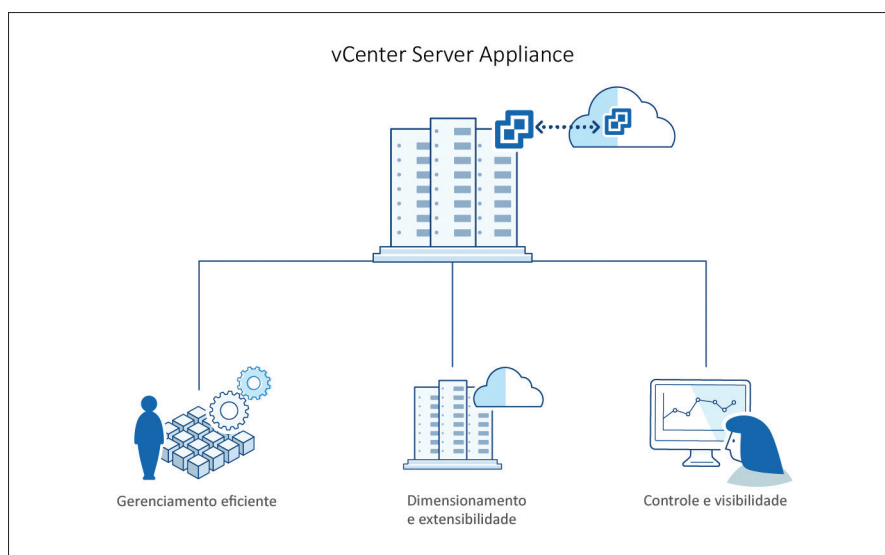 vCenter Server Appliance
Gerenciamento eficiente
Dimensionamento
e extensibilidade
Controle e visibilidade